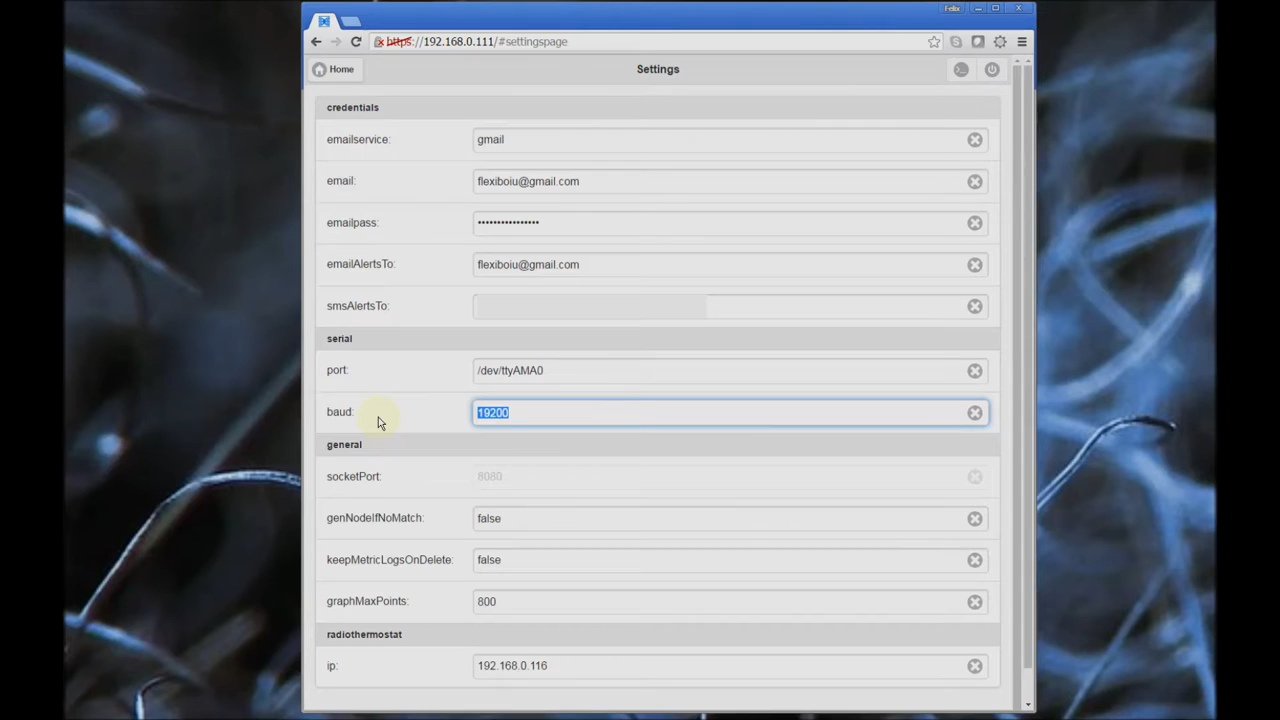 Felix
https://192.168.0.111/#settingspage
Home
Settings
credentials
emailservice: gmail
email: flexiboiu@gmail.com
emailpass: ••••••••••••••••
emailAlertsTo: flexiboiu@gmail.com
smsAlertsTo:
serial
port: /dev/ttyAMA0
baud: 19200
general
socketPort: 8080
genNodeIfNoMatch: false
keepMetricLogsOnDelete: false
graphMaxPoints: 800
radiothermostat
ip: 192.168.0.116